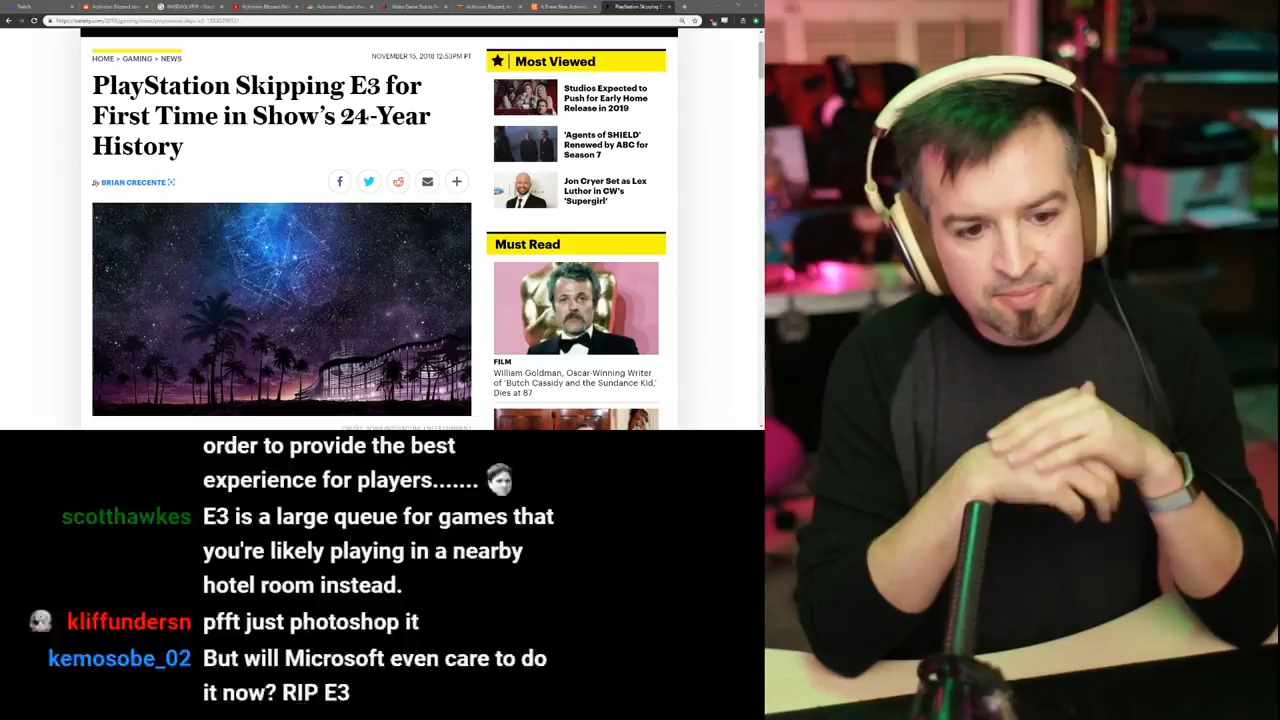 Twitch
PlayStation Skipping E3
HOME > GAMING > NEWS
NOVEMBER 15, 2018 12:53PM PT
PlayStation Skipping E3 for
First Time in Show's 24-Year
History
By BRIAN CRECENTE
Most Viewed
Studios Expected to
Push for Early Home
Release in 2019
'Agents of SHIELD'
Renewed by ABC for
Season 7
Jon Cryer Set as Lex
Luthor in CW's
'Supergirl'
Must Read
FILM
William Goldman, Oscar-Winning Writer
of 'Butch Cassidy and the Sundance Kid,'
Dies at 87
order to provide the best
experience for players.......
scotthawkes E3 is a large queue for games that
you're likely playing in a nearby
hotel room instead.
kliffundersn pfft just photoshop it
kemosobe_02 But will Microsoft even care to do
it now? RIP E3